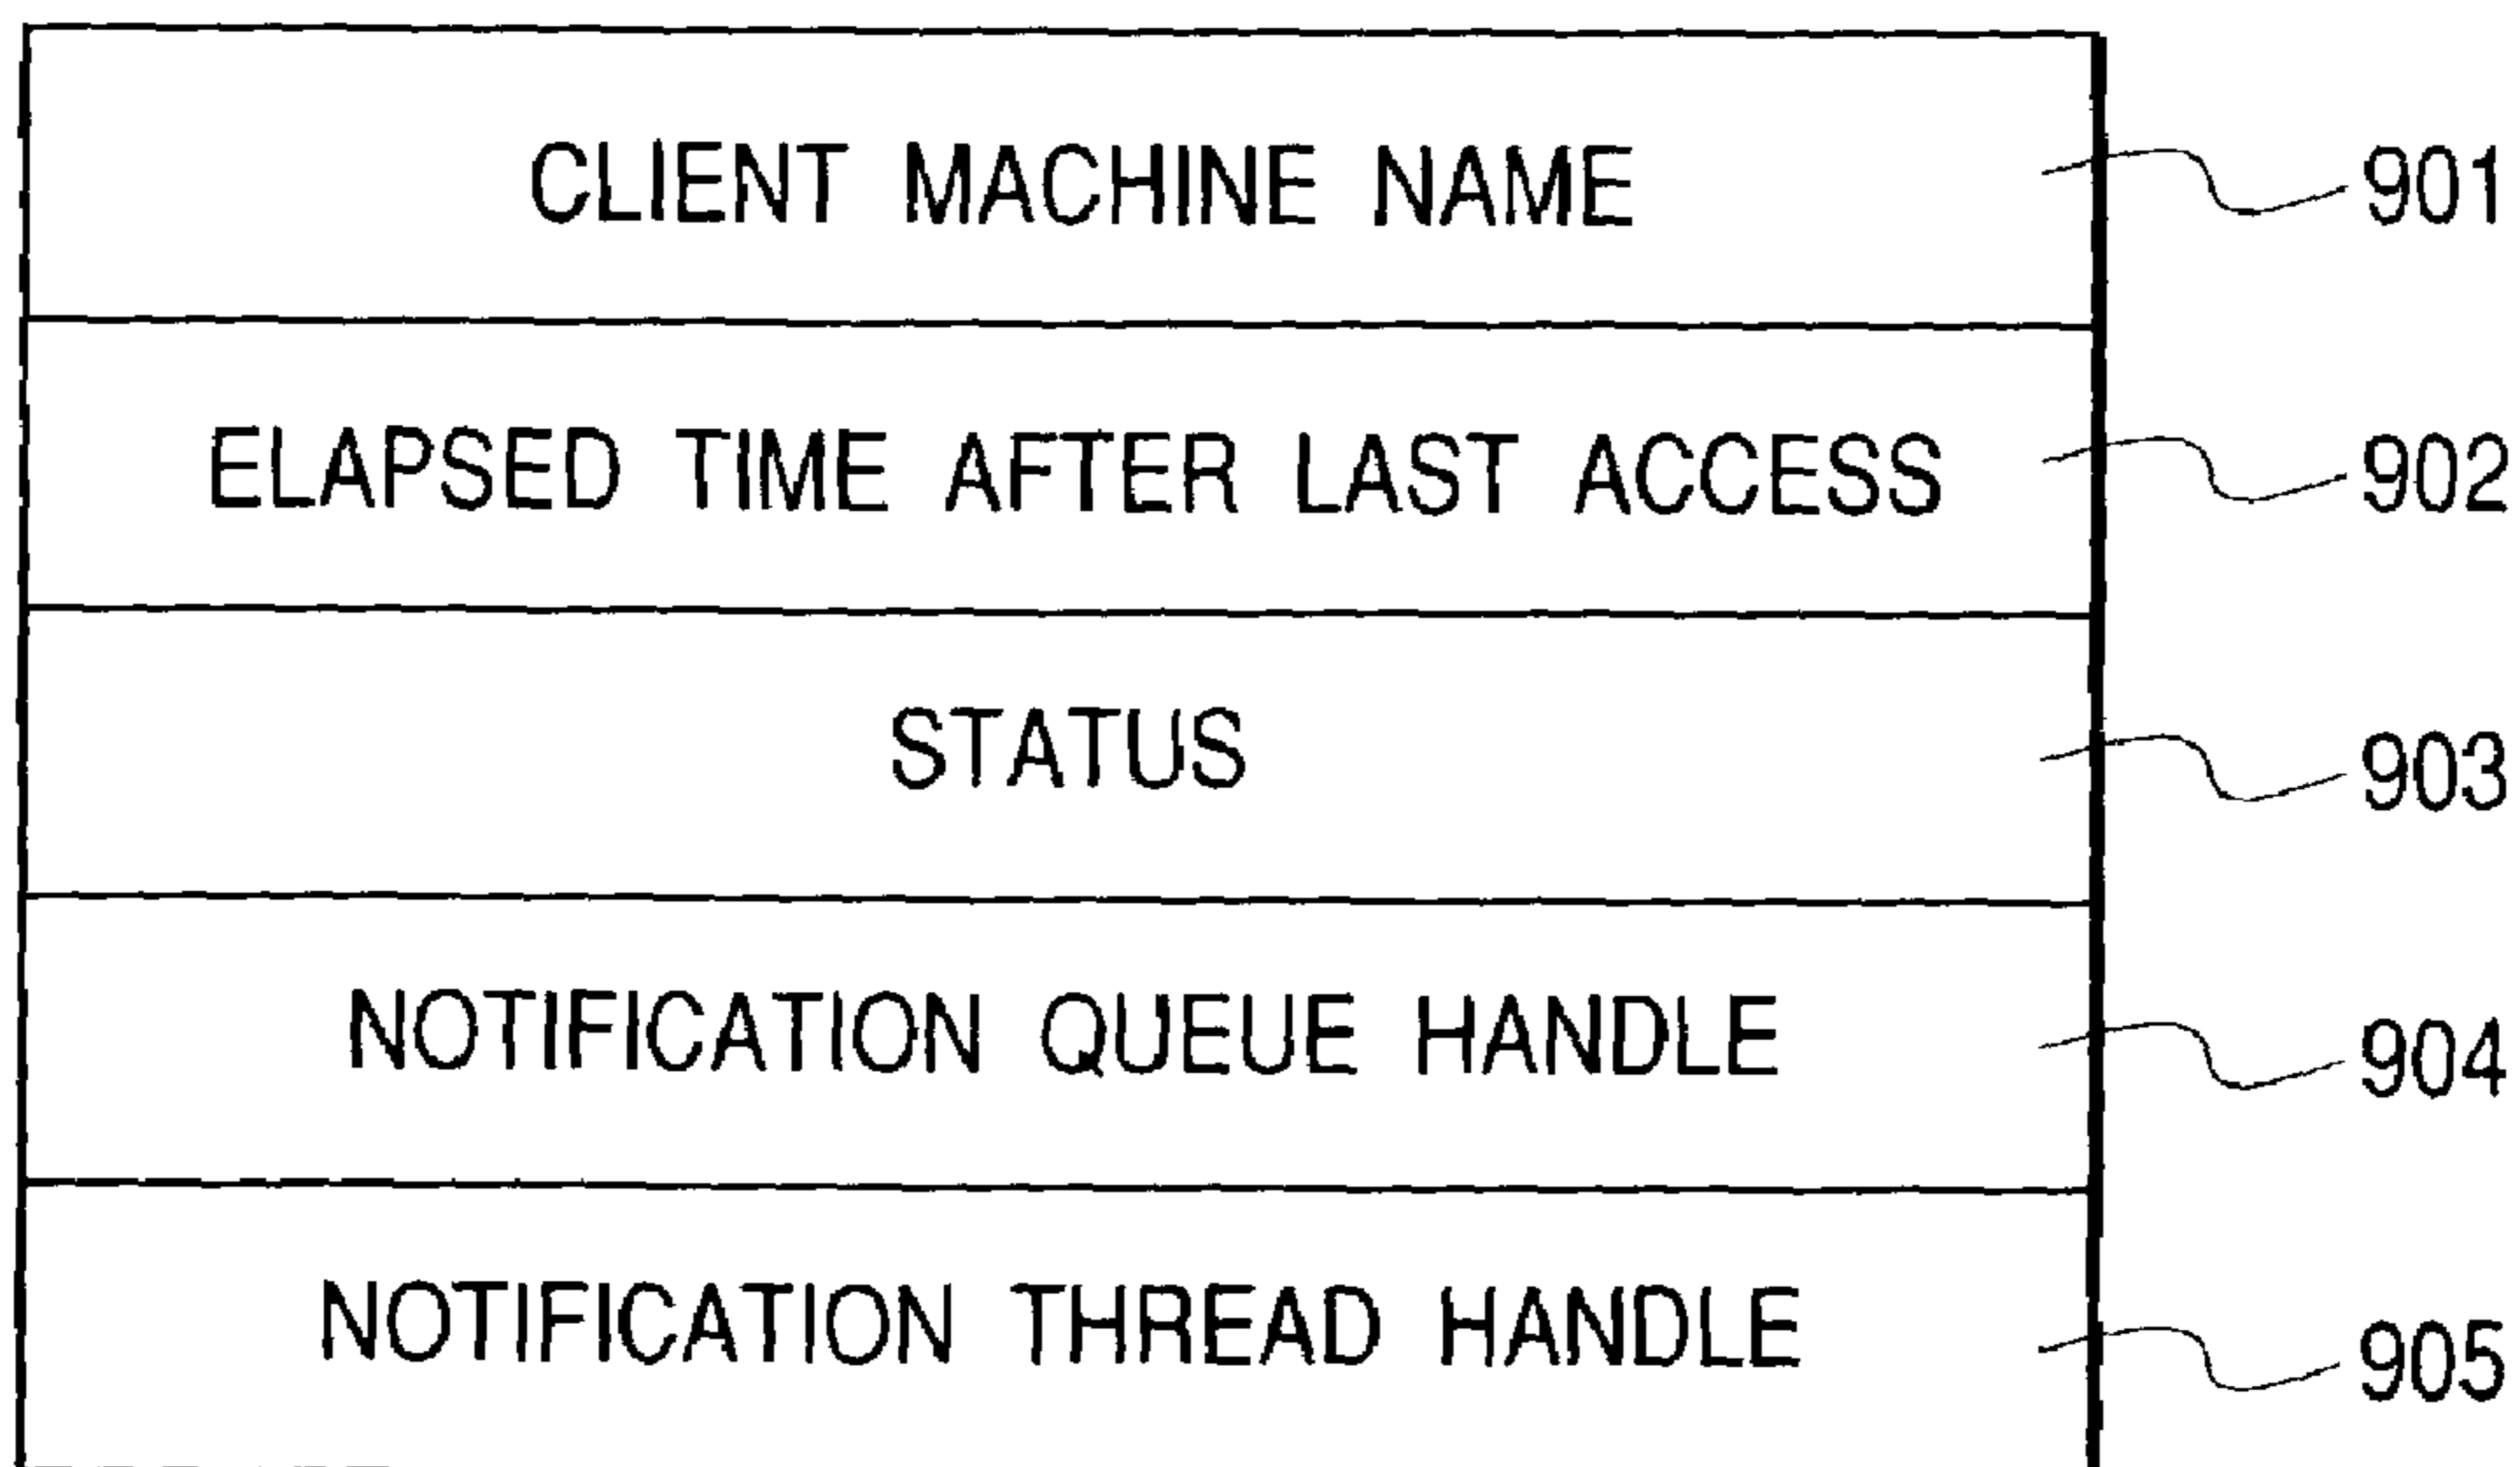 CLIENT MACHINE NAME 901
ELAPSED TIME AFTER LAST ACCESS 902
STATUS 903
NOTIFICATION QUEUE HANDLE 904
NOTIFICATION THREAD HANDLE 905